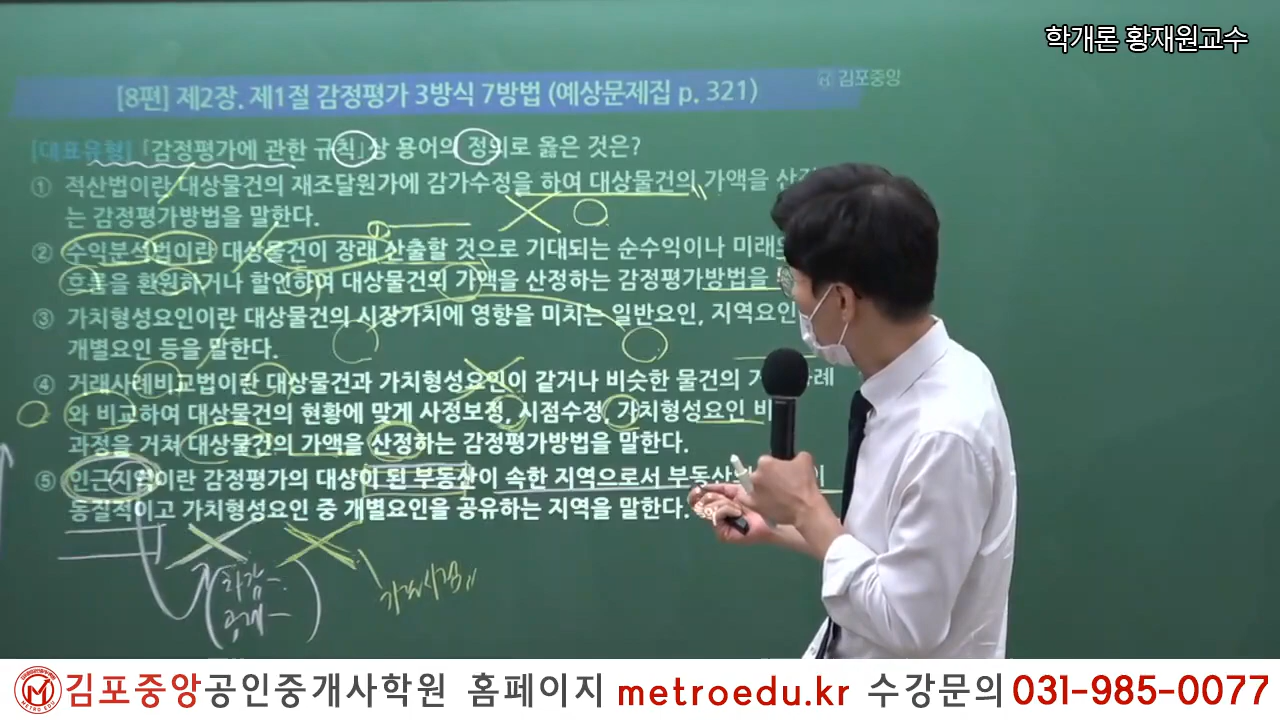 학개론 황재원교수
김포중앙
[8편] 제2장. 제1절 감정평가 3방식 7방법 (예상문제집 p. 321)
[대표유형] 「감정평가에 관한 규칙」상 용어의 정의로 옳은 것은?
① 적산법이란 대상물건의 재조달원가에 감가수정을 하여 대상물건의 가액을
는 감정평가방법을 말한다.
② 수익분석법이란 대상물건이 장래 산출할 것으로 기대되는 순수익이나
흐름을 환원하거나 할인하여 대상물건의 가액을 산정하는 감정평가방법을
③ 가치형성요인이란 대상물건의 시장가치에 영향을 미치는 일반요인, 지역요인
개별요인 등을 말한다.
④ 거래사례비교법이란 대상물건과 가치형성요인이 같거나 비슷한 물건의
와 비교하여 대상물건의 현황에 맞게 사정보정, 시점수정, 가치형성요인 비
과정을 거쳐 대상물건의 가액을 산정하는 감정평가방법을 말한다.
⑤ 인근지역이란 감정평가의 대상이 된 부동산이 속한 지역으로서
동질적이고 가치형성요인 중 개별요인을 공유하는 지역을 말한다.
METRO EDU
김포중앙공인중개사학원 홈페이지 metroedu.kr 수강문의 031-985-0077